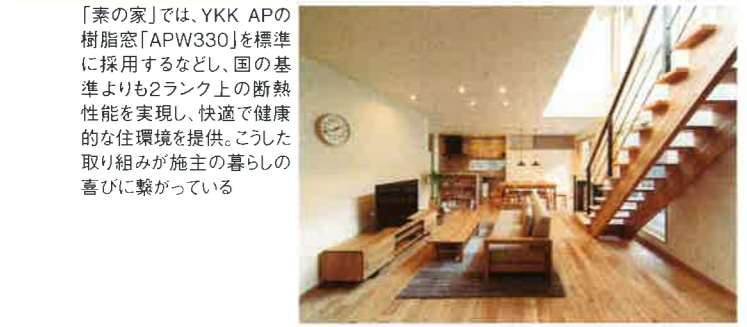 「素の家」では、YKK APの
樹脂窓「APW330」を標準
に採用するなどし、国の基
準よりも2ランク上の断熱
性能を実現し、快適で健康
的な住環境を提供。こうした
取り組みが施主の暮らしの
喜びに繋がっている